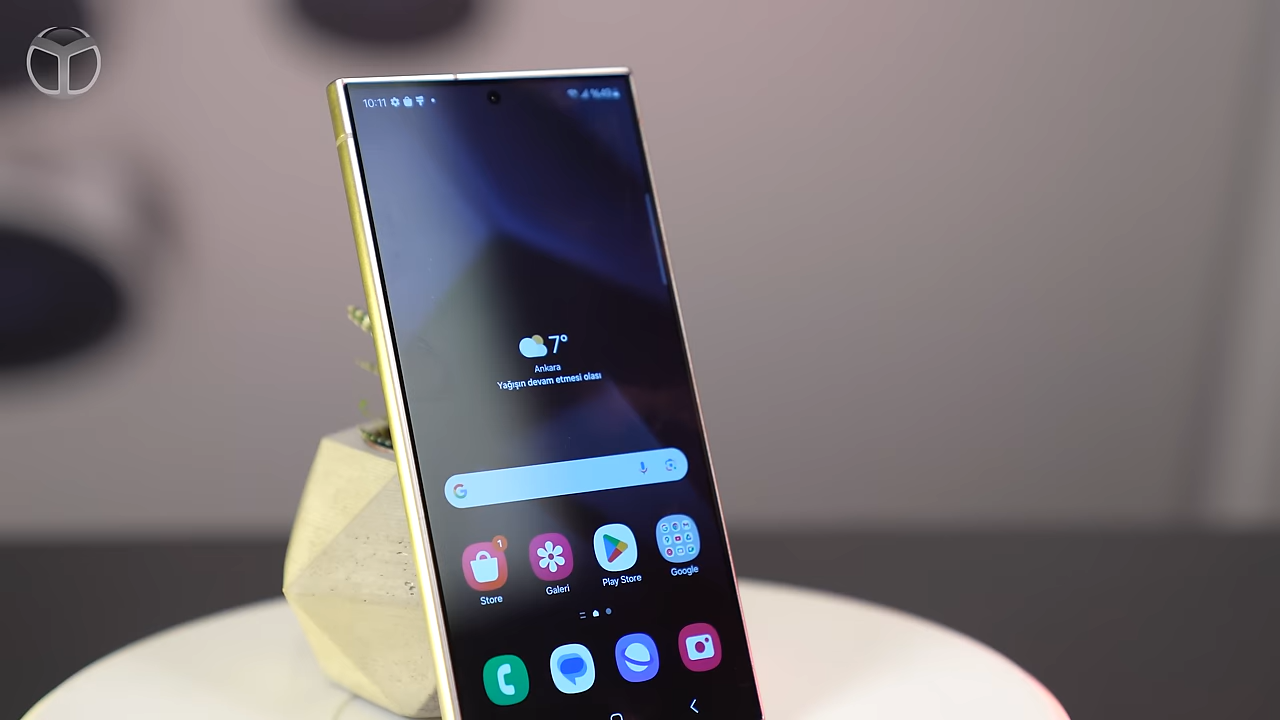 10:11
7°
Ankara
Yağışın devam etmesi olası
1
Store
Galeri
Play Store
Google